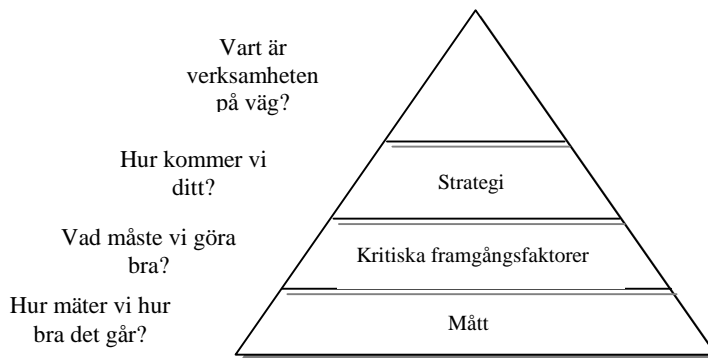 Vart är
verksamheten
på väg?
Hur kommer vi
ditt?
Strategi
Vad måste vi göra
bra?
Kritiska framgångsfaktorer
Hur mäter vi hur
bra det går?
Mått